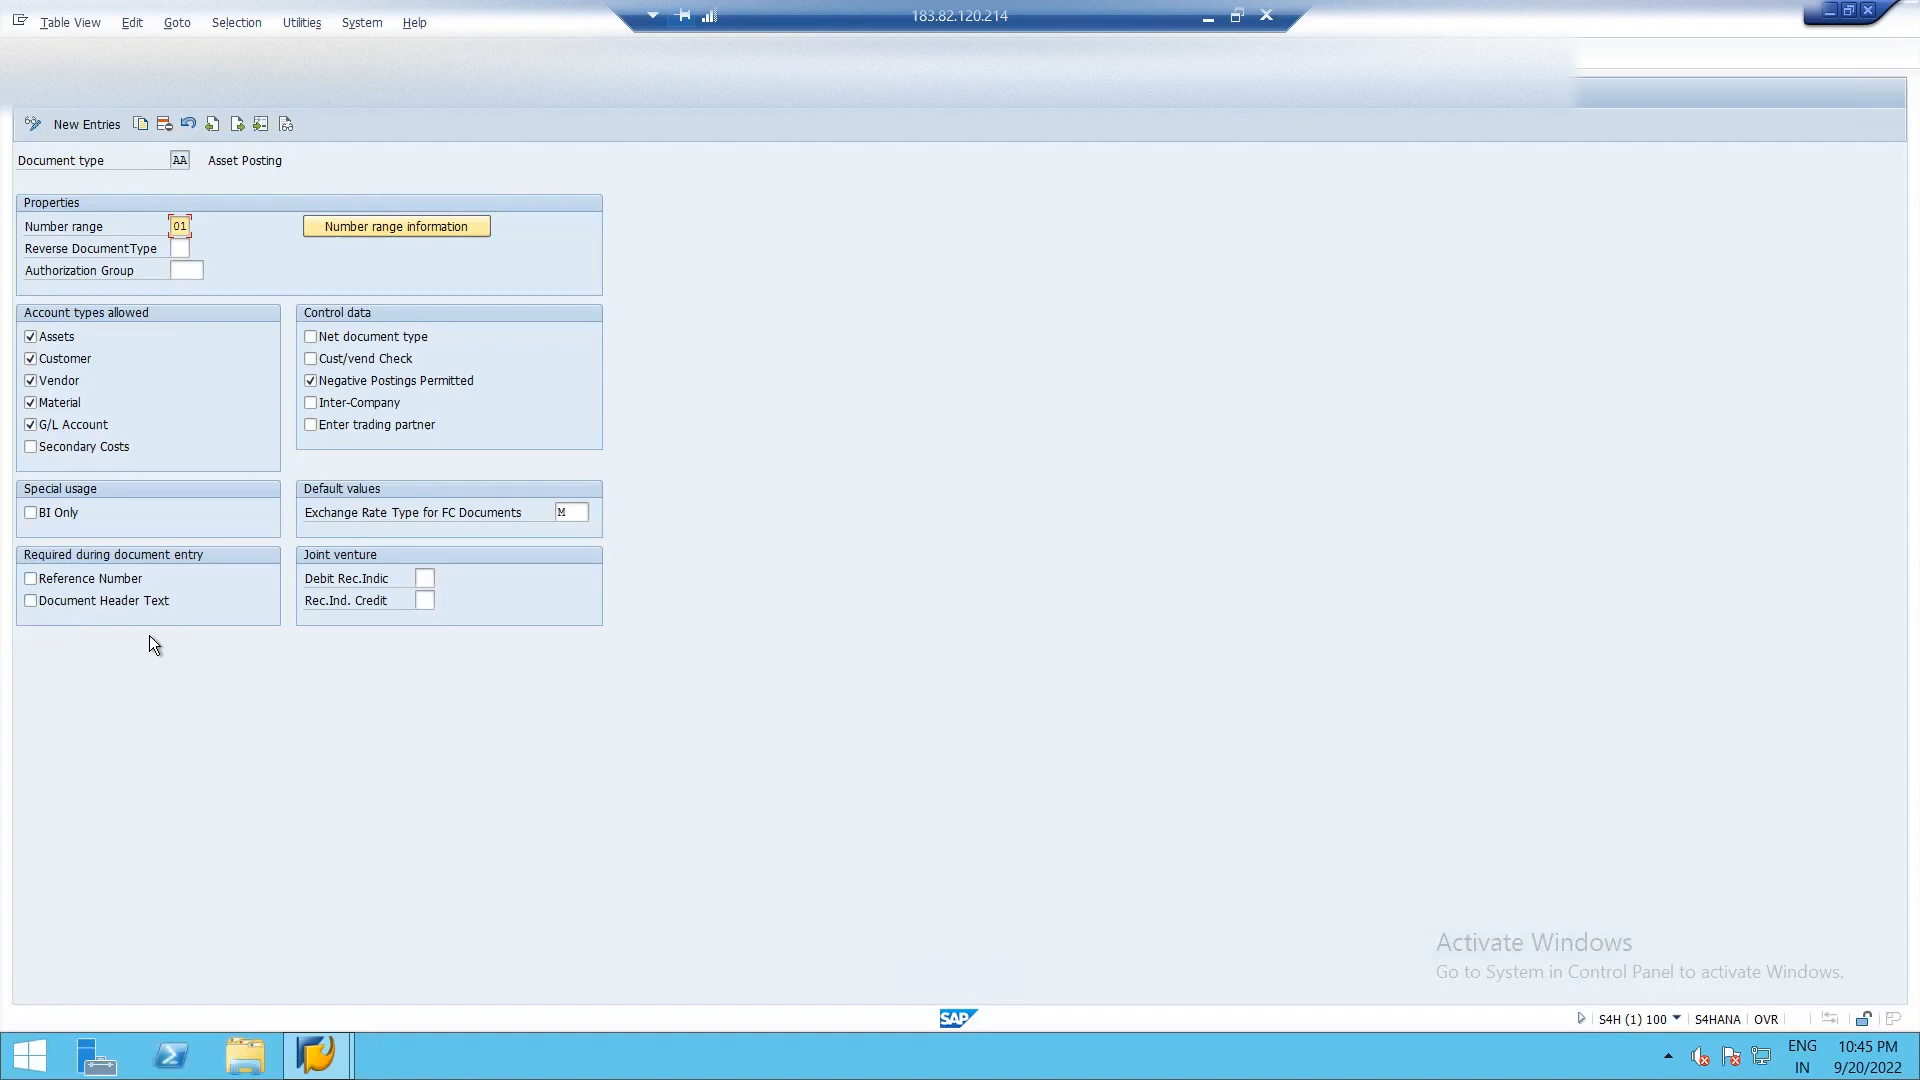 Table View Edit Goto Selection Utilities System Help
183.82.120.214
New Entries
Document type AA Asset Posting
Properties
Number range 01 Number range information
Reverse DocumentType
Authorization Group
Account types allowed
Assets
Customer
Vendor
Material
G/L Account
Secondary Costs
Control data
Net document type
Cust/vend Check
Negative Postings Permitted
Inter-Company
Enter trading partner
Special usage
BI Only
Default values
Exchange Rate Type for FC Documents M
Required during document entry
Reference Number
Document Header Text
Joint venture
Debit Rec.Indic
Rec.Ind. Credit
Activate Windows
Go to System in Control Panel to activate Windows.
SAP
S4H (1) 100 S4HANA OVR
ENG
IN
10:45 PM
9/20/2022